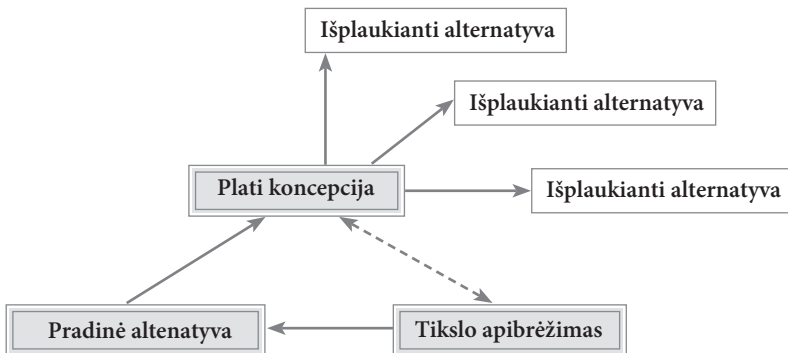 Išplaukianti alternatyva
Išplaukianti alternatyva
Plati koncepcija
Išplaukianti alternatyva
Pradinė altenatyva
Tikslo apibrėžimas